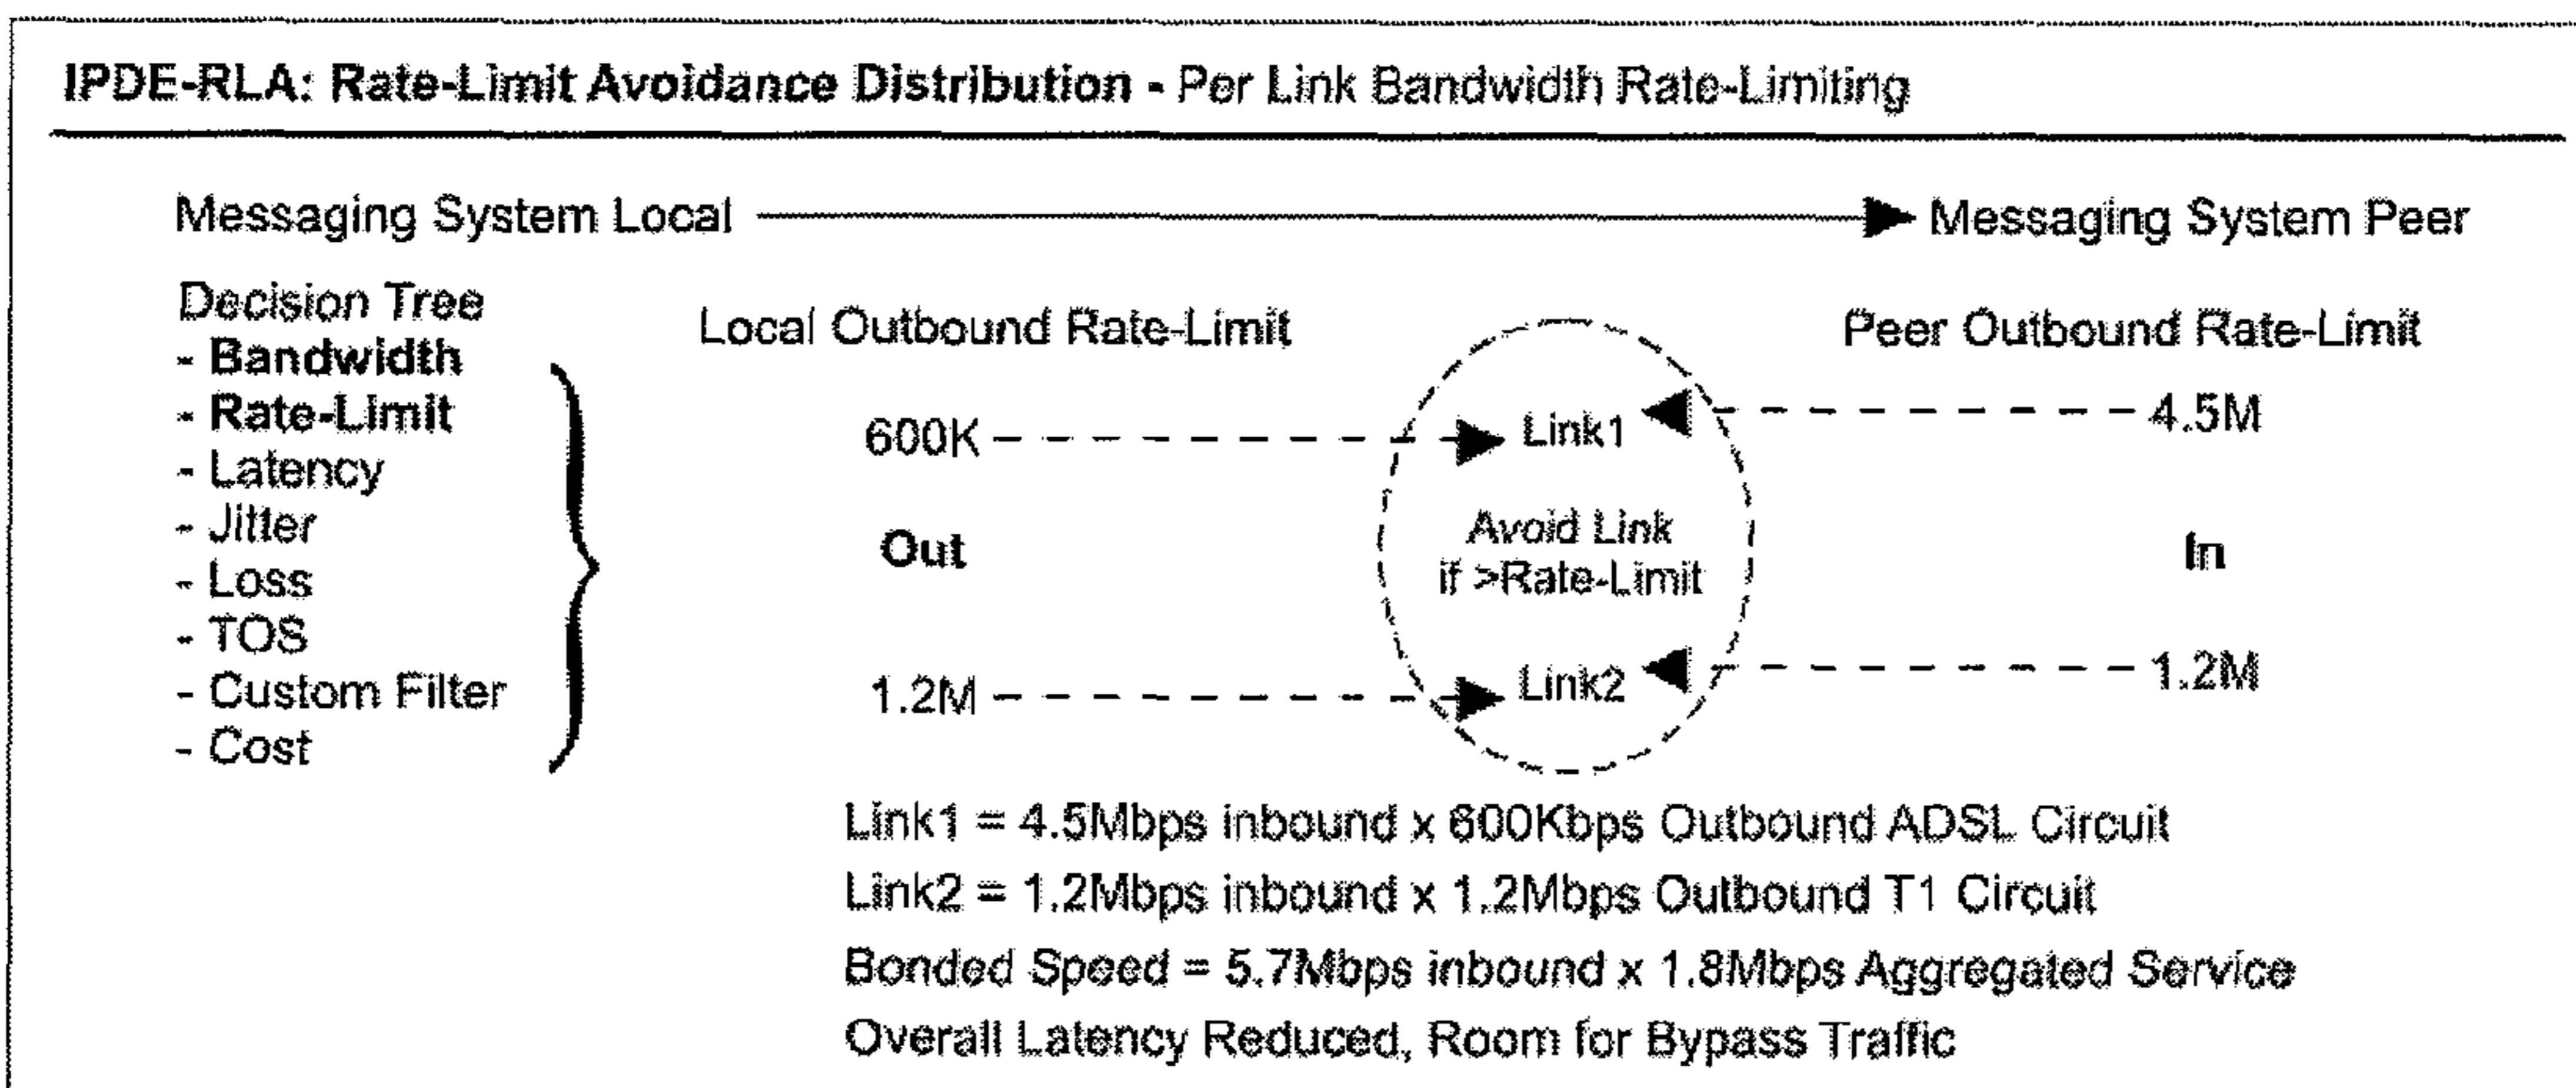 IPDE-RLA: Rate-Limit Avoidance Distribution - Per Link Bandwidth Rate-Limiting
Messaging System Local
Messaging System Peer
Decision Tree
- Bandwidth
- Rate-Limit
- Latency
- Jitter
- Loss
- TOS
- Custom Filter
- Cost
Local Outbound Rate-Limit
Peer Outbound Rate-Limit
600K
Link1
4.5M
Out
Avoid Link
if >Rate-Limit
In
1.2M
Link2
1.2M
Link1 = 4.5Mbps inbound x 600Kbps Outbound ADSL Circuit
Link2 = 1.2Mbps inbound x 1.2Mbps Outbound T1 Circuit
Bonded Speed = 5.7Mbps inbound x 1.8Mbps Aggregated Service
Overall Latency Reduced, Room for Bypass Traffic